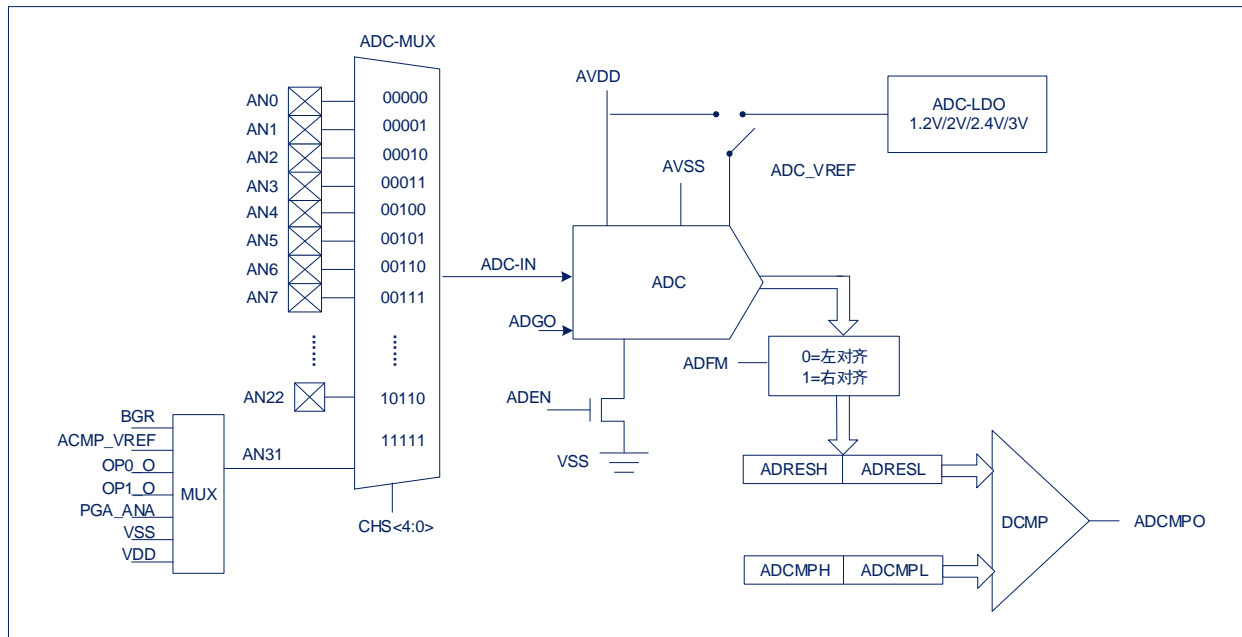 ADC-MUX
AVDD
ADC-LDO
1.2V/2V/2.4V/3V
AN0
00000
AN1
00001
AN2
00010
AN3
00011
AVSS
ADC_VREF
AN4
00100
AN5
00101
AN6
00110
ADC-IN
ADC
AN7
00111
ADGO
ADFM
0=左对齐
1=右对齐
AN22
10110
ADEN
BGR
ACMP_VREF
11111
AN31
OP0_O
OP1_O
MUX
PGA_ANA
VSS
VDD
CHS<4:0>
VSS
ADRESH
ADRESL
DCMP
ADCMPO
ADCMPH
ADCMPL